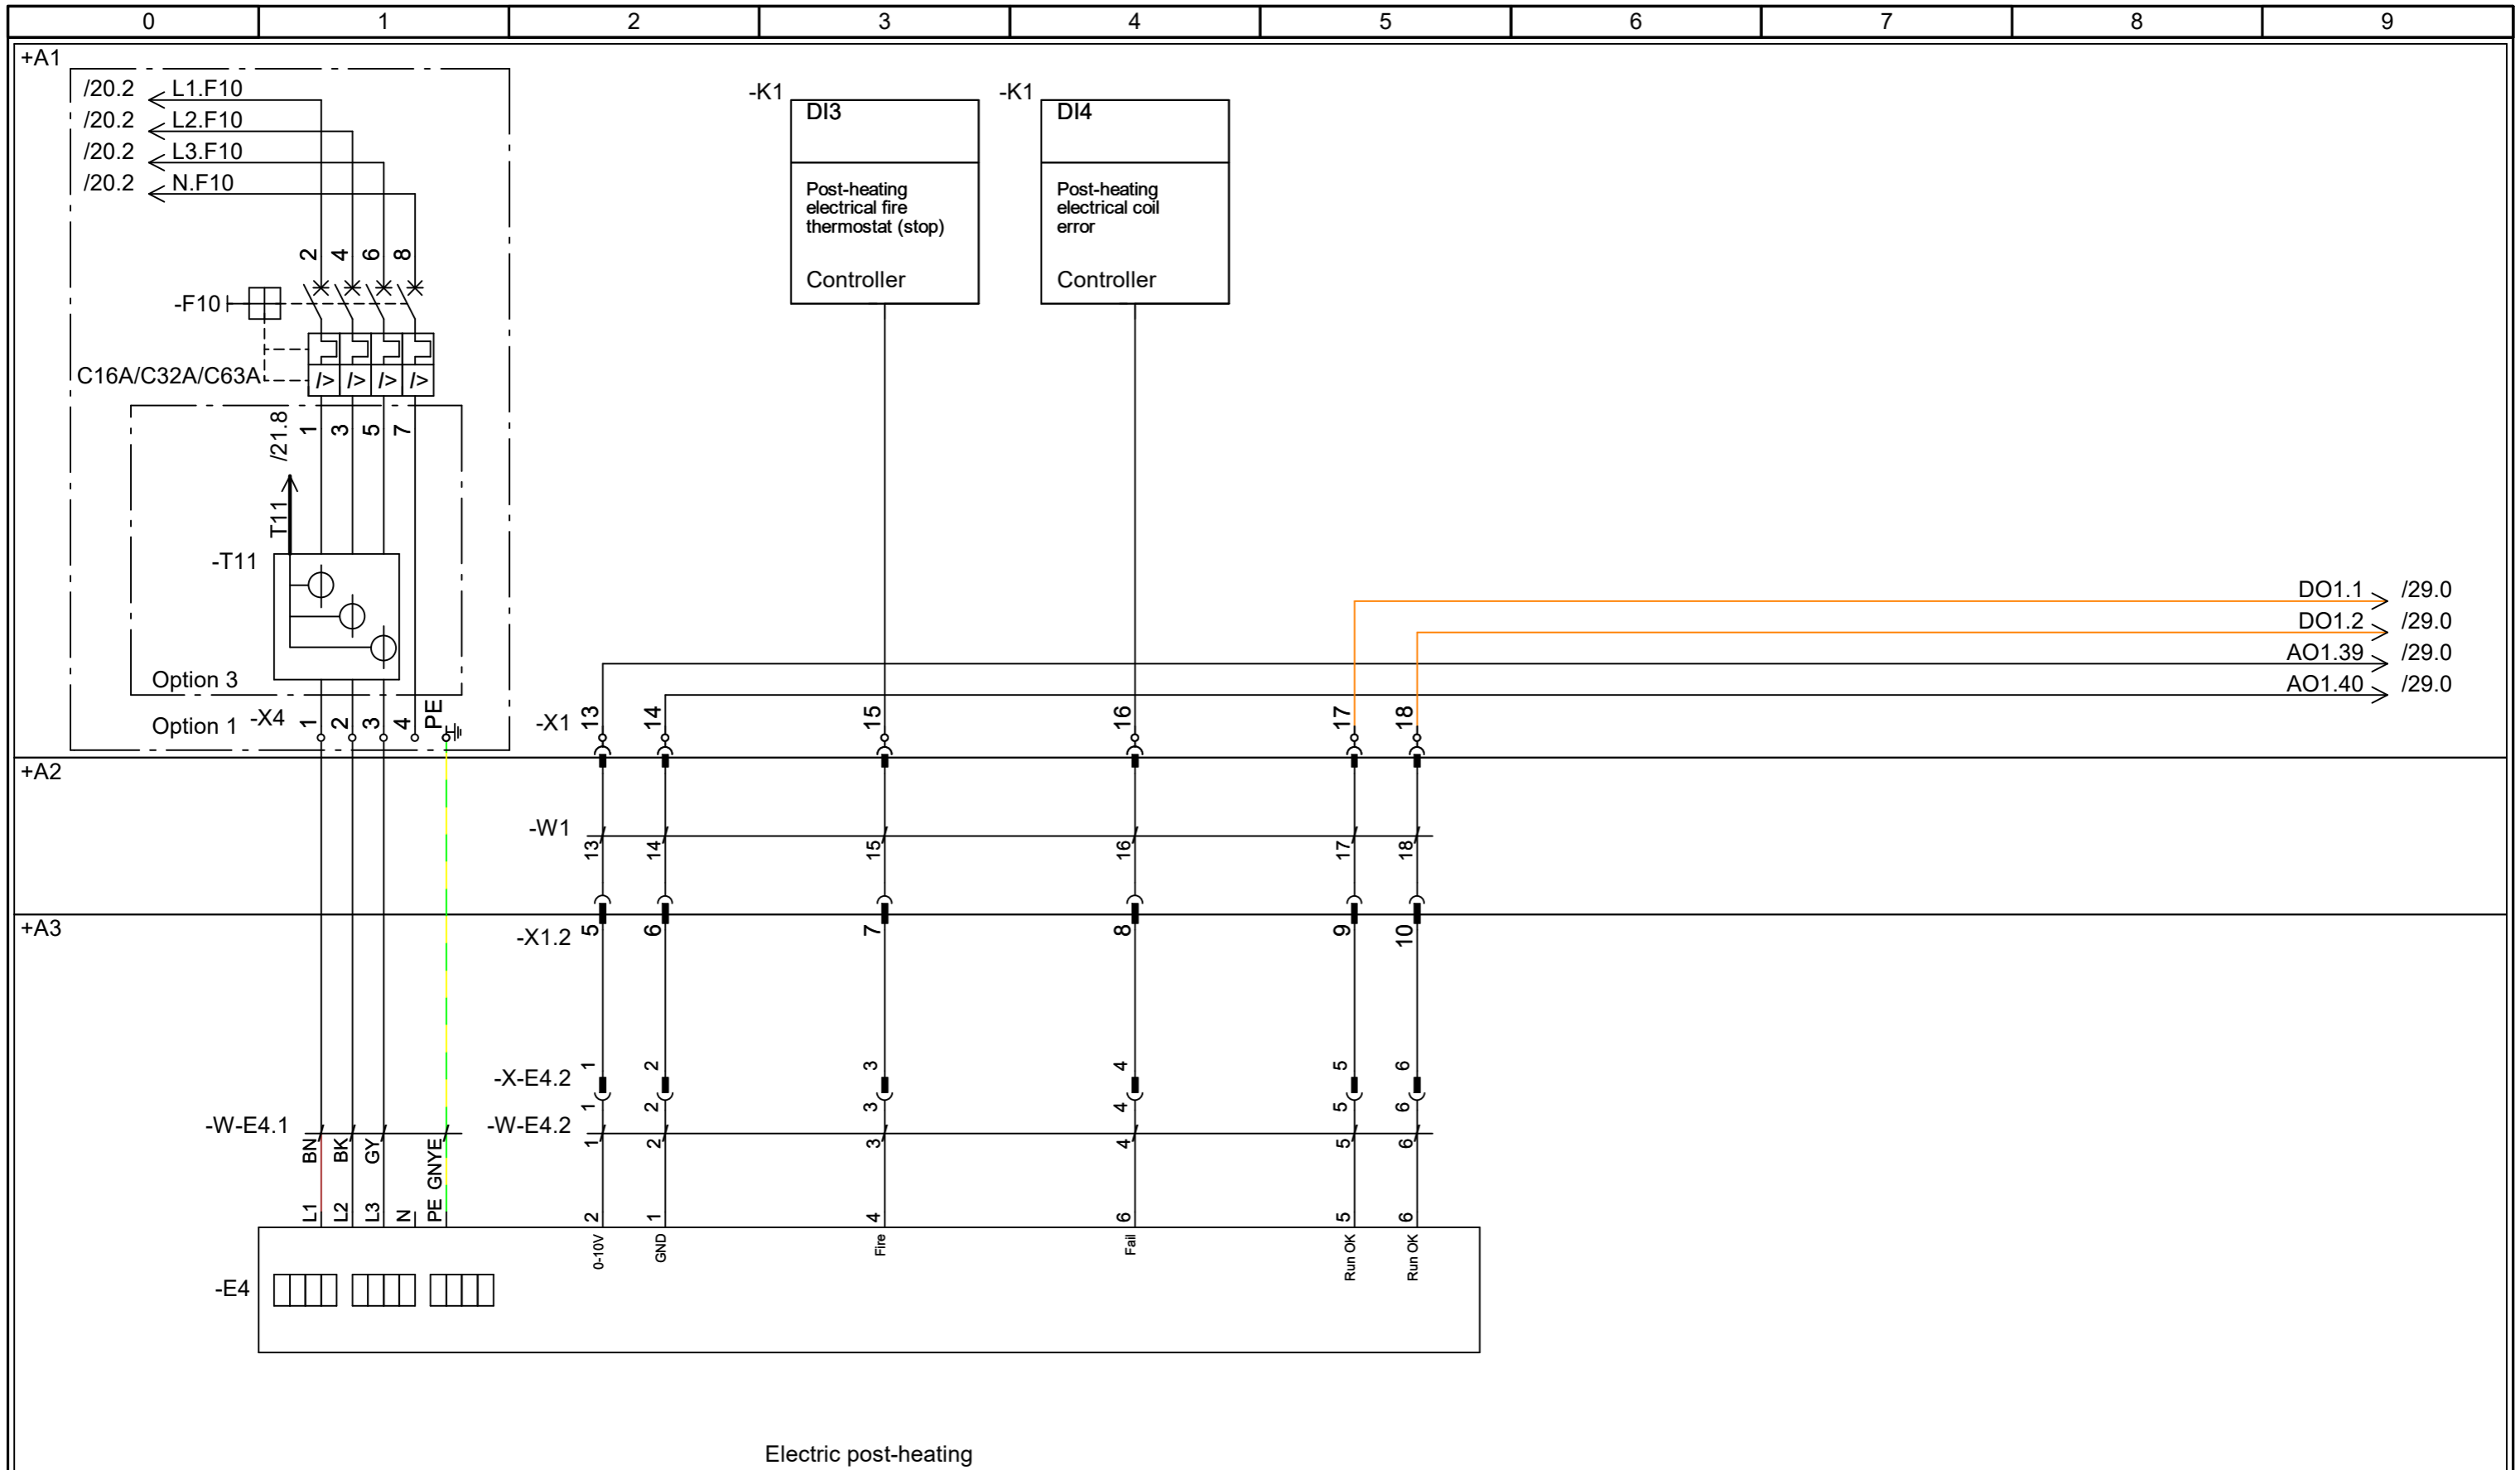 0 1 2 3 4 5 6 7 8 9
+A1
/20.2 L1.F10
/20.2 L2.F10
/20.2 L3.F10
/20.2 N.F10
-K1 DI3
Post-heating
electrical fire
thermostat (stop)
Controller
-K1 DI4
Post-heating
electrical coil
error
Controller
2 4 6 8
-F10
C16A/C32A/C63A
I> I> I> I>
/21.8 1 3 5 7
T11
-T11
Option 3
Option 1
DO1.1 /29.0
DO1.2 /29.0
AO1.39 /29.0
AO1.40 /29.0
-X4 1 2 3 4 PE
-X1 13 14 15 16 17 18
+A2
-W1
13 14 15 16 17 18
+A3
-X1.2 5 6 7 8 9 10
-X-E4.2 1 2 3 4 5 6
1 2 3 4 5 6
-W-E4.1
BN BK GY GNYE
-W-E4.2
1 2 3 4 5 6
L1 L2 L3 N PE
2 1 4 6 5 6
0-10V GND Fire Fail Run OK Run OK
-E4
Electric post-heating